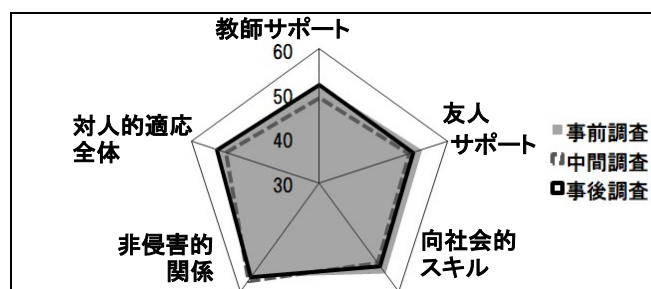 教師サポート
60
50
40
30
友人
サポート
対人的適応
全体
非侵害的
関係
向社会的
スキル
事前調査
中間調査
事後調査